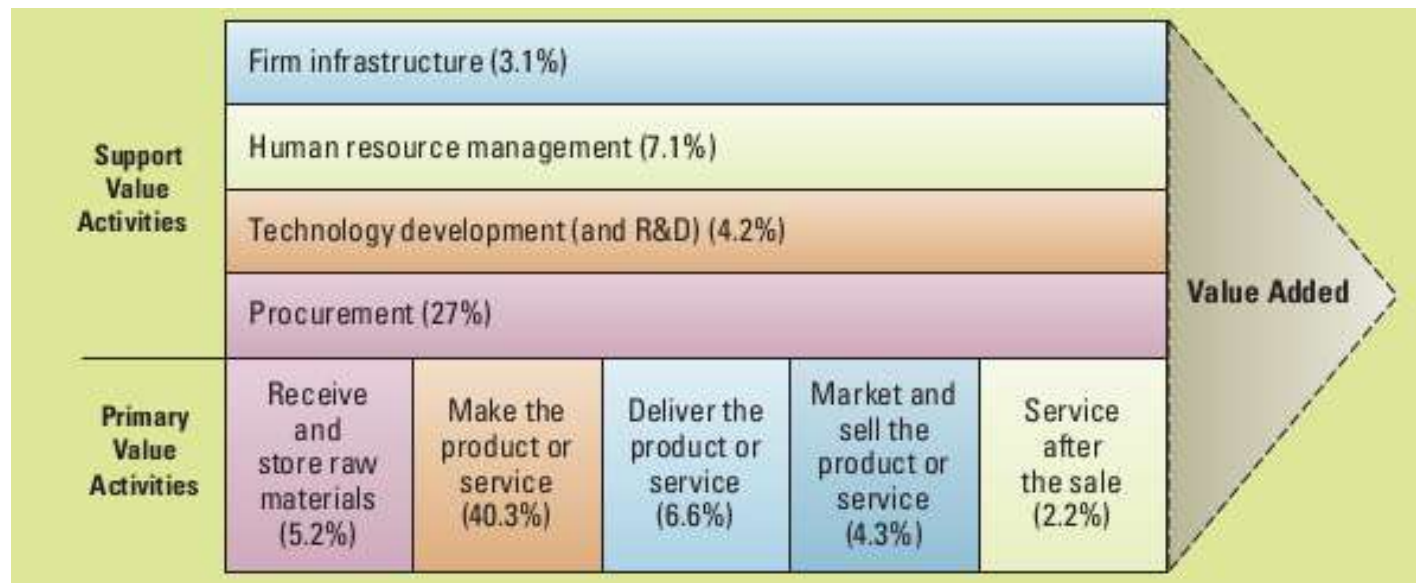 Support
Value
Activities
Firm infrastructure (3.1%)
Human resource management (7.1%)
Technology development (and R&D) (4.2%)
Procurement (27%)
Value Added
Primary
Value
Activities
Receive
and
store raw
materials
(5.2%)
Make the
product or
service
(40.3%)
Deliver the
product or
service
(6.6%)
Market and
sell the
product or
service
(4.3%)
Service
after
the sale
(2.2%)